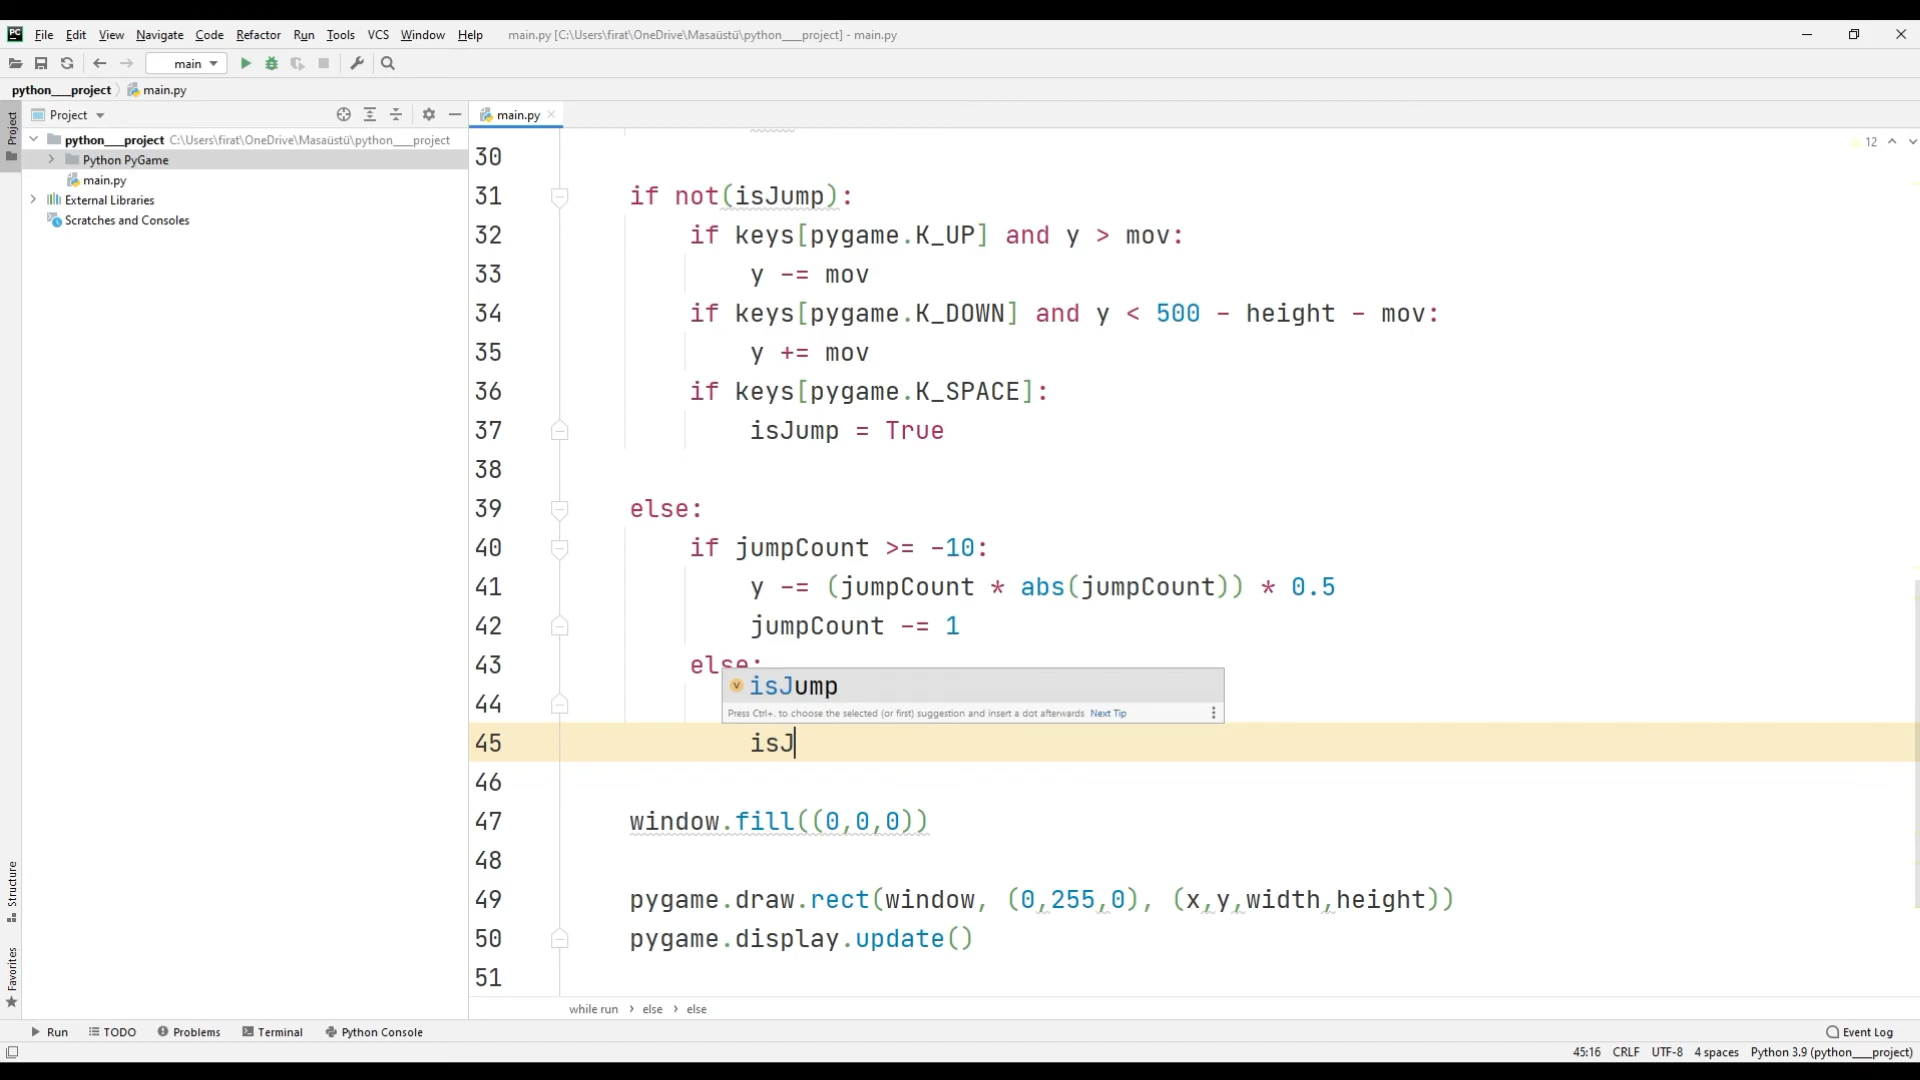 PC File Edit View Navigate Code Refactor Run Tools VCS Window Help main.py [C:\Users\firat\OneDrive\Masaüstü\python____project] - main.py
main
python____project main.py
Project
Project
main.py
python____project C:\Users\firat\OneDrive\Masaüstü\python____project
Python PyGame
main.py
External Libraries
Scratches and Consoles
12
30
31 if not(isJump):
32 if keys[pygame.K_UP] and y > mov:
33 y -= mov
34 if keys[pygame.K_DOWN] and y < 500 - height - mov:
35 y += mov
36 if keys[pygame.K_SPACE]:
37 isJump = True
38
39 else:
40 if jumpCount >= -10:
41 y -= (jumpCount * abs(jumpCount)) * 0.5
42 jumpCount -= 1
43 else:
v isJump
44
Press Ctrl+. to choose the selected (or first) suggestion and insert a dot afterwards Next Tip
45 isJ
46
47 window.fill((0,0,0))
48
49 pygame.draw.rect(window, (0,255,0), (x,y,width,height))
50 pygame.display.update()
51
Structure
Favorites
while run > else > else
Run TODO Problems Terminal Python Console Event Log
45:16 CRLF UTF-8 4 spaces Python 3.9 (python____project)